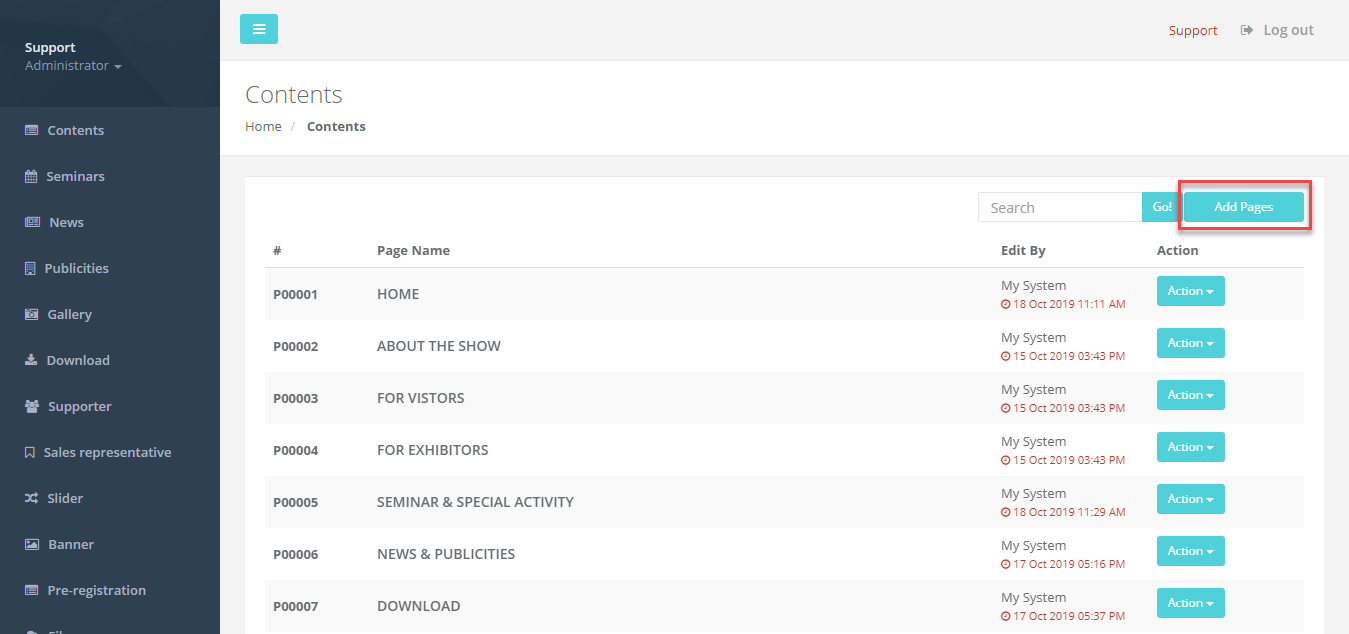 Support
Administrator
Contents
Seminars
News
Publicities
Gallery
Download
Supporter
Sales representative
Slider
Banner
Pre-registration
Support Log out
Contents
Home / Contents
Search Go! Add Pages
# Page Name Edit By Action
P00001 HOME My System Action
18 Oct 2019 11:11 AM
P00002 ABOUT THE SHOW My System Action
15 Oct 2019 03:43 PM
P00003 FOR VISTORS My System Action
15 Oct 2019 03:43 PM
P00004 FOR EXHIBITORS My System Action
15 Oct 2019 03:43 PM
P00005 SEMINAR & SPECIAL ACTIVITY My System Action
18 Oct 2019 11:29 AM
P00006 NEWS & PUBLICITIES My System Action
17 Oct 2019 05:16 PM
P00007 DOWNLOAD My System Action
17 Oct 2019 05:37 PM